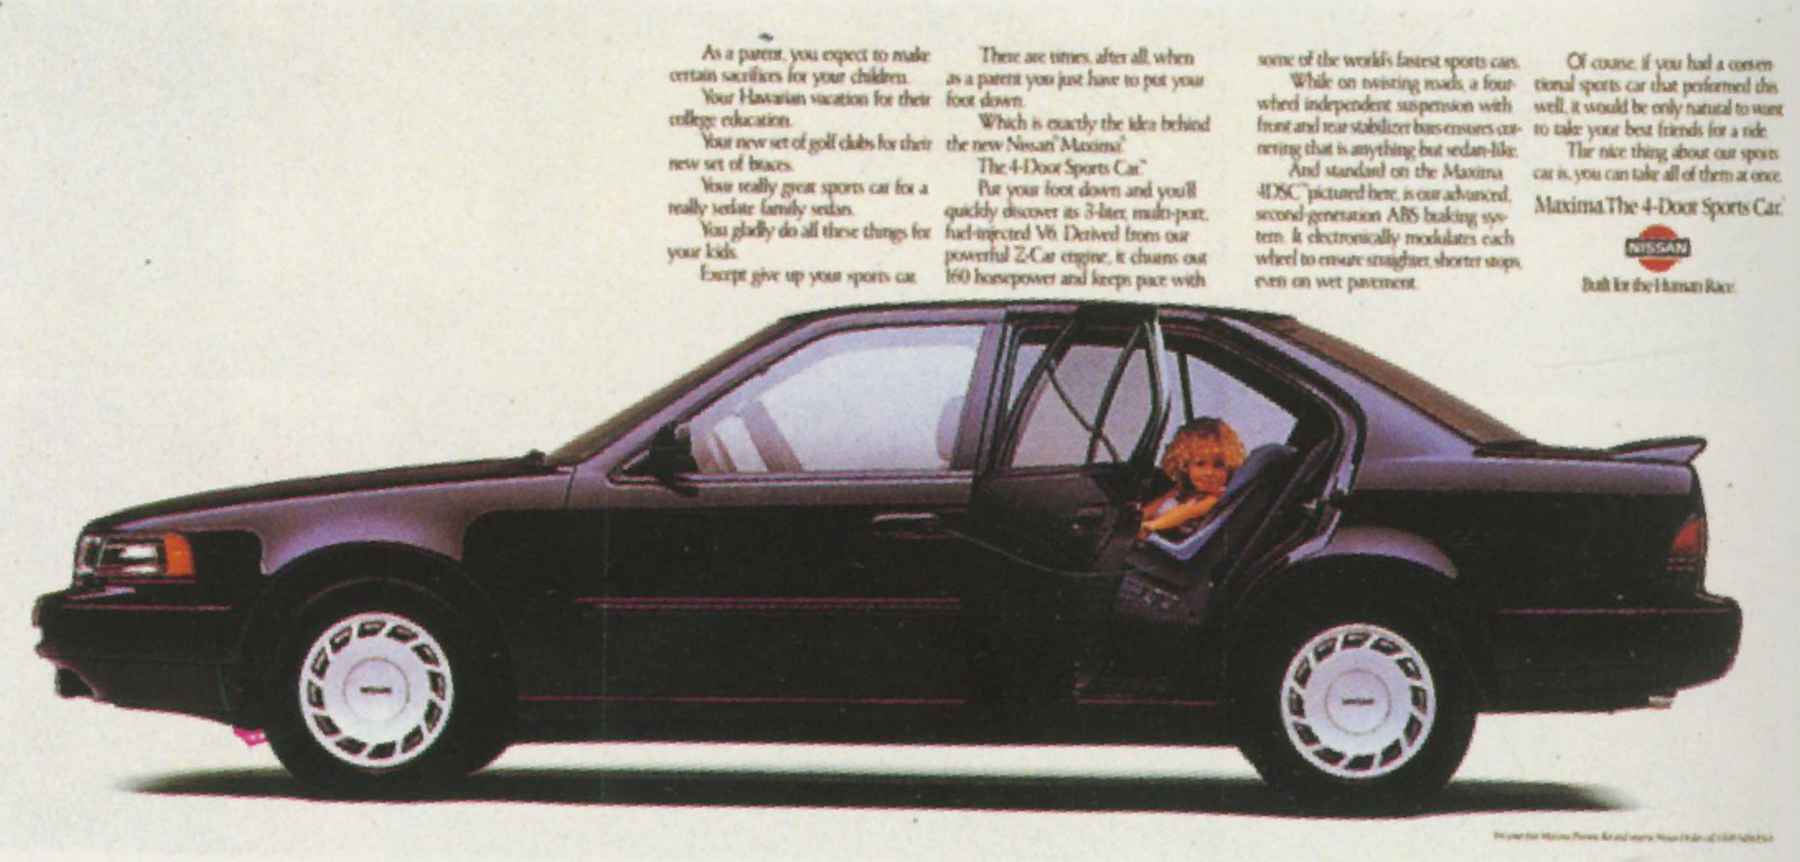 As a parent, you expect to make
certain sacrifices for your children.
Your Hawaiian vacation for their
college education.
Your new set of golf clubs for their
new set of braces.
Your really great sports car for a
really sedate family sedan.
You gladly do all these things for
your kids.
Except give up your sports car.
There are times, after all, when
as a parent you just have to put your
foot down.
Which is exactly the idea behind
the new Nissan® Maxima®
The 4-Door Sports Car.™
Put your foot down and you'll
quickly discover its 3-liter, multi-port,
fuel-injected V6. Derived from our
powerful Z-Car engine, it churns out
160 horsepower and keeps pace with
some of the world's fastest sports cars.
While on twisting roads, a four-
wheel independent suspension with
front and rear stabilizer bars ensures cor-
nering that is anything but sedan-like.
And standard on the Maxima
4DSC™ pictured here, is our advanced,
second-generation ABS braking sys-
tem. It electronically modulates each
wheel to ensure straighter, shorter stops,
even on wet pavement.
Of course, if you had a conven-
tional sports car that performed this
well, it would be only natural to want
to take your best friends for a ride.
The nice thing about our sports
car is, you can take all of them at once.
Maxima. The 4-Door Sports Car.™
NISSAN
Built for the Human Race.
NISSAN